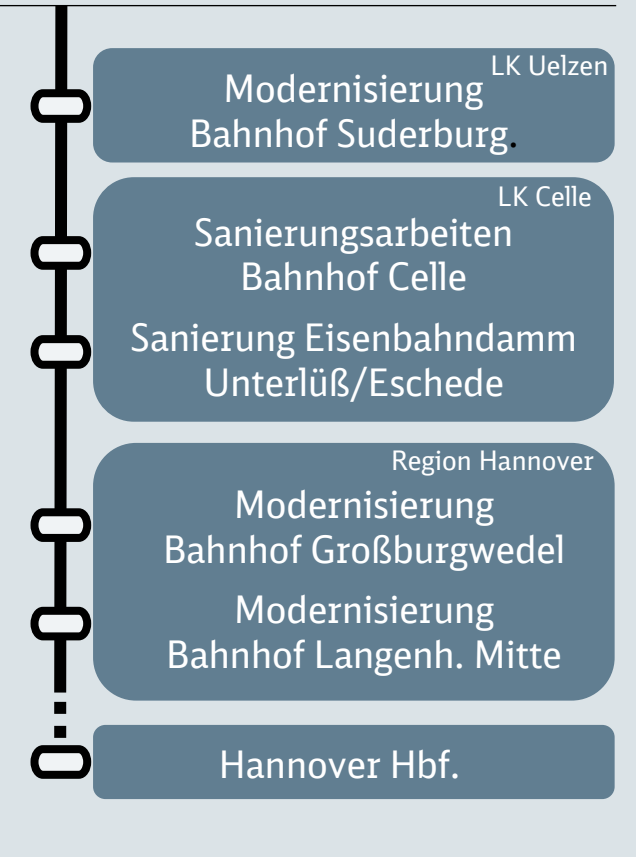 LK Uelzen
Modernisierung
Bahnhof Suderburg.
LK Celle
Sanierungsarbeiten
Bahnhof Celle
Sanierung Eisenbahndamm
Unterlüß/Eschede
Region Hannover
Modernisierung
Bahnhof Großburgwedel
Modernisierung
Bahnhof Langenh. Mitte
Hannover Hbf.